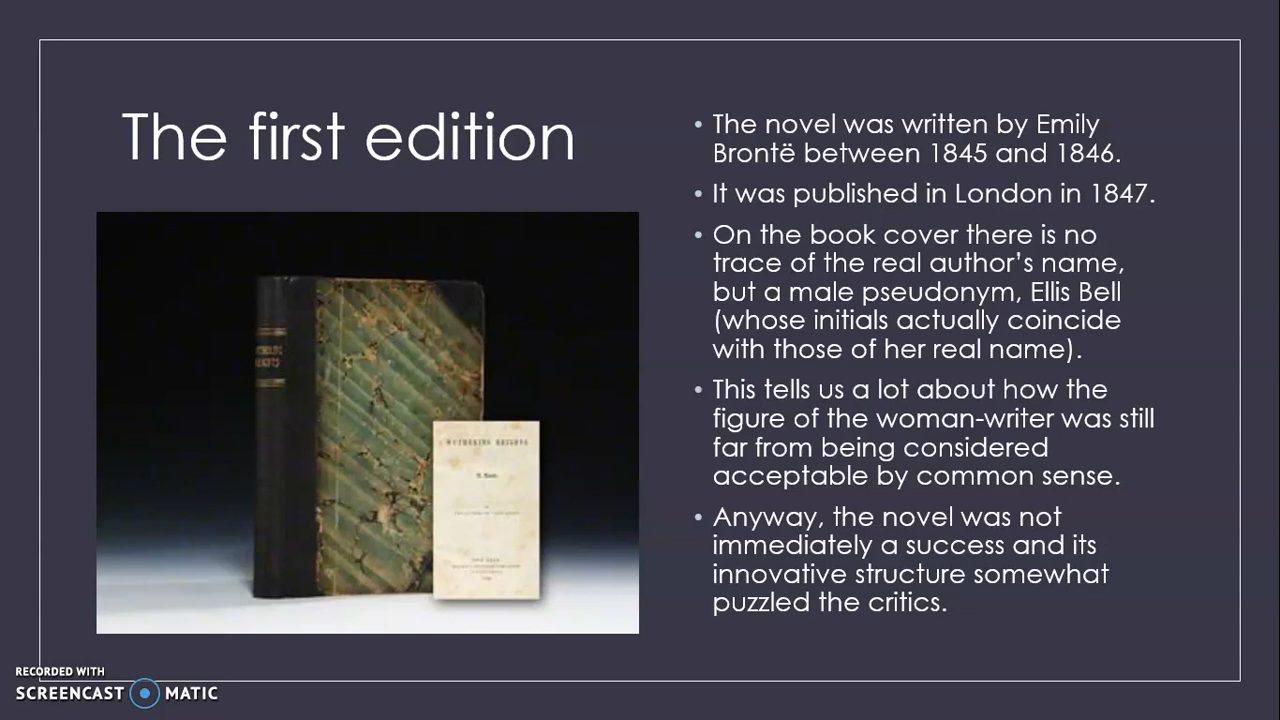 The first edition
• The novel was written by Emily
Brontë between 1845 and 1846.
• It was published in London in 1847.
• On the book cover there is no
trace of the real author’s name,
but a male pseudonym, Ellis Bell
(whose initials actually coincide
with those of her real name).
• This tells us a lot about how the
figure of the woman-writer was still
far from being considered
acceptable by common sense.
• Anyway, the novel was not
immediately a success and its
innovative structure somewhat
puzzled the critics.
WUTHERING HEIGHTS
RECORDED WITH
SCREENCAST MATIC